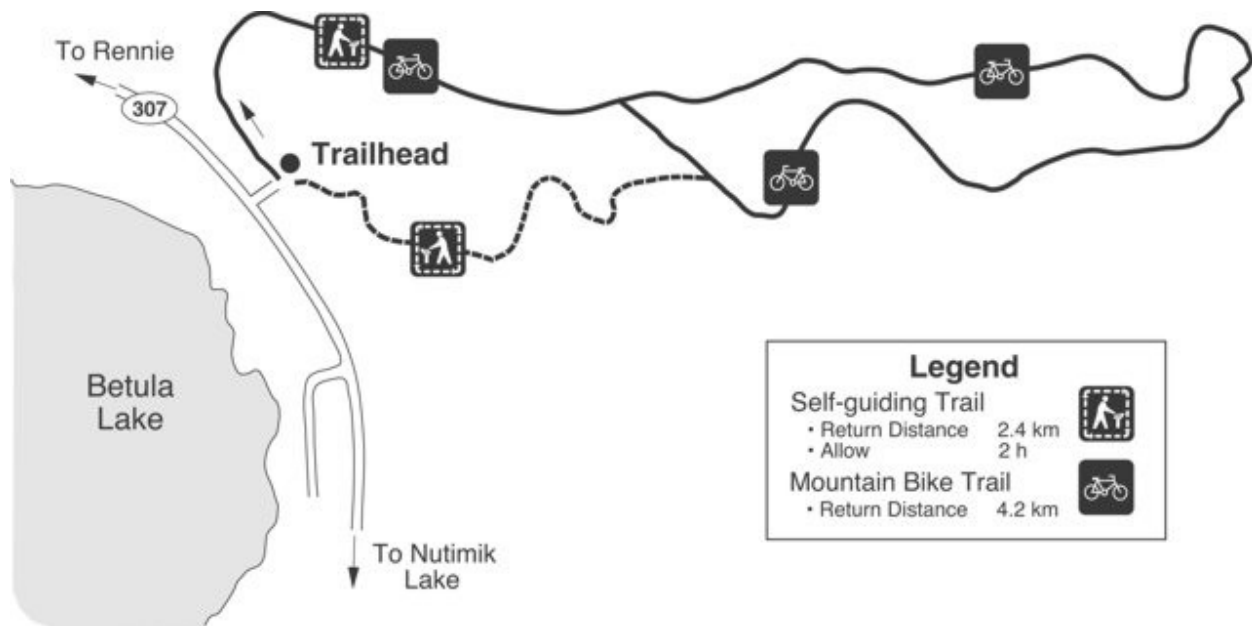 To Rennie
307
Trailhead
Betula
Lake
To Nutimik
Lake
Legend
Self-guiding Trail
• Return Distance 2.4 km
• Allow 2 h
Mountain Bike Trail
• Return Distance 4.2 km